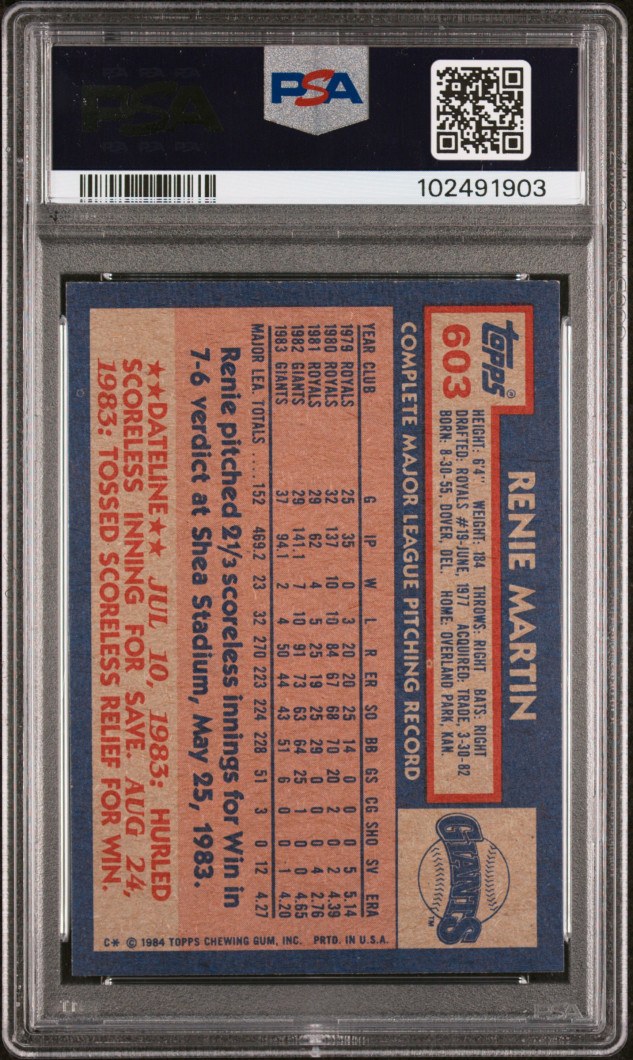 PSA
PSA
102491903
topps®
603
RENIE MARTIN
HEIGHT: 6'4" WEIGHT: 184 THROWS: RIGHT BATS: RIGHT
DRAFTED: ROYALS #19-JUNE, 1977 ACQUIRED: TRADE, 3-30-82
BORN: 8-30-55, DOVER, DEL. HOME: OVERLAND PARK, KAN.
GIANTS™
COMPLETE MAJOR LEAGUE PITCHING RECORD
YEAR CLUB G IP W L R ER SO BB GS CG SHO SV ERA
1979 ROYALS 25 35 0 3 20 20 25 14 0 0 0 5 5.14
1980 ROYALS 32 137 10 10 84 67 68 70 20 2 0 2 4.39
1981 ROYALS 29 62 4 5 25 19 25 29 0 0 0 4 2.76
1982 GIANTS 29 141.1 7 10 91 73 63 64 25 1 0 0 4.65
1983 GIANTS 37 94.1 2 4 50 44 43 51 6 0 0 1 4.20
MAJOR LEA. TOTALS .... 152 469.2 23 32 270 223 224 228 51 3 0 12 4.27
Renie pitched 2⅓ scoreless innings for Win in
7-6 verdict at Shea Stadium, May 25, 1983.
★★DATELINE★★ JUL 10, 1983: HURLED
SCORELESS INNING FOR SAVE. AUG 24,
1983: TOSSED SCORELESS RELIEF FOR WIN.
C* © 1984 TOPPS CHEWING GUM, INC. PRTD. IN U.S.A.
PSA